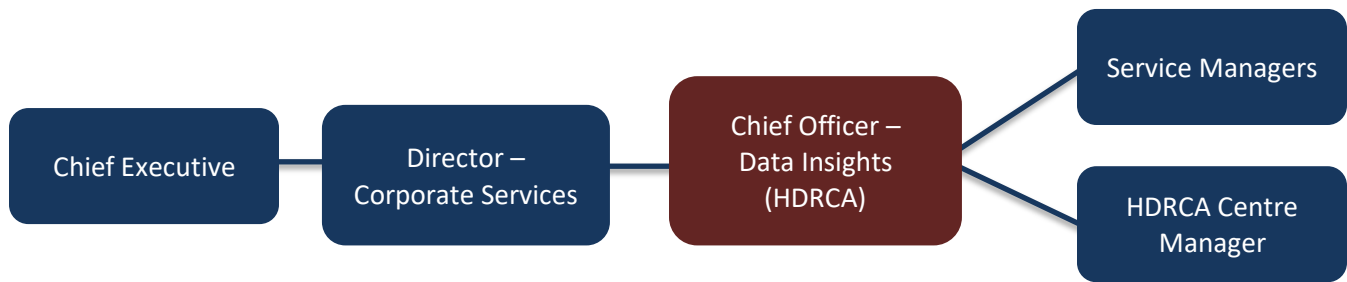 Chief Executive
Director –
Corporate Services
Chief Officer –
Data Insights
(HDRCA)
Service Managers
HDRCA Centre
Manager